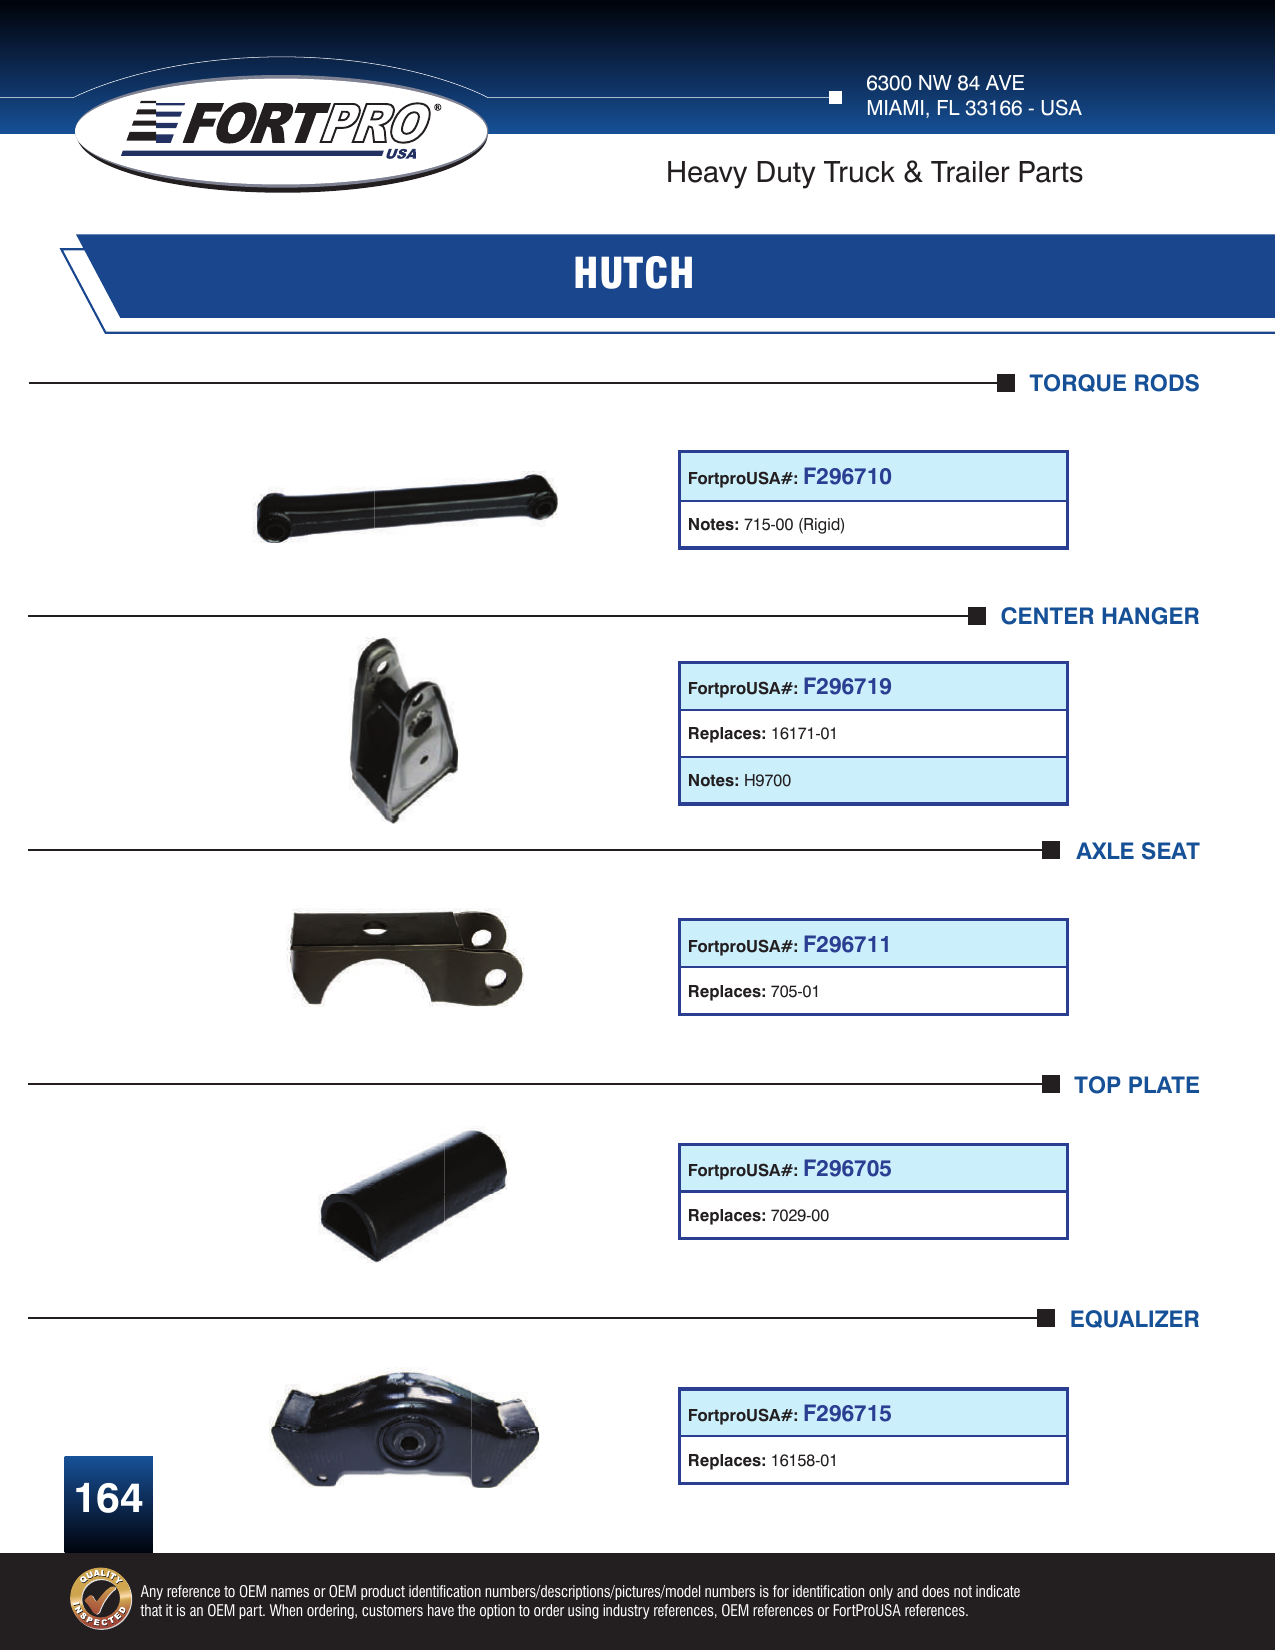 6300 NW 84 AVE
MIAMI, FL 33166 - USA
FORTPRO®
USA
Heavy Duty Truck & Trailer Parts
HUTCH
TORQUE RODS
FortproUSA#: F296710
Notes: 715-00 (Rigid)
CENTER HANGER
FortproUSA#: F296719
Replaces: 16171-01
Notes: H9700
AXLE SEAT
FortproUSA#: F296711
Replaces: 705-01
TOP PLATE
FortproUSA#: F296705
Replaces: 7029-00
EQUALIZER
FortproUSA#: F296715
Replaces: 16158-01
164
QUALITY
INSPECTED
Any reference to OEM names or OEM product identification numbers/descriptions/pictures/model numbers is for identification only and does not indicate
that it is an OEM part. When ordering, customers have the option to order using industry references, OEM references or FortProUSA references.